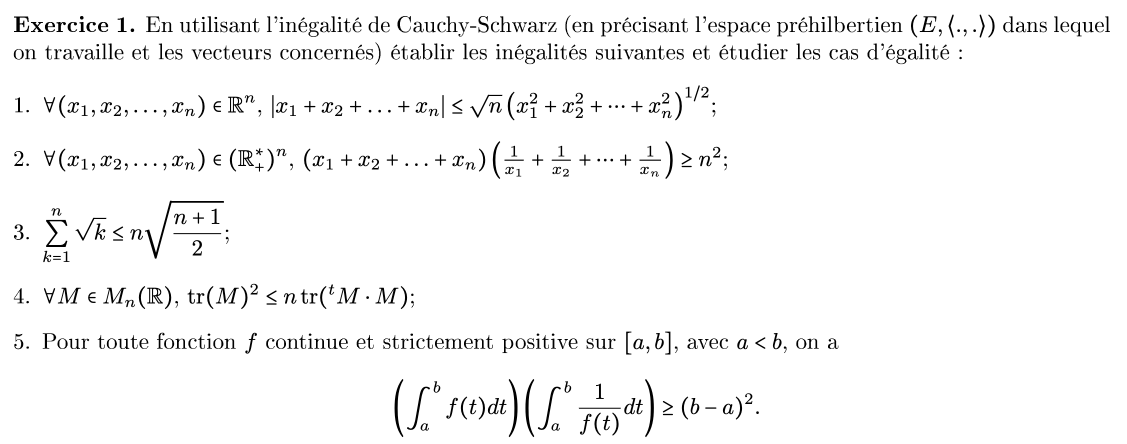 Exercice 1. En utilisant l'inégalité de Cauchy-Schwarz (en précisant l'espace préhilbertien (E, ⟨., .⟩) dans lequel
on travaille et les vecteurs concernés) établir les inégalités suivantes et étudier les cas d'égalité :
1. ∀(x₁, x₂, . . . , xₙ) ∈ ℝⁿ, |x₁ + x₂ + . . . + xₙ| ≤ √n (x₁² + x₂² + ⋯ + xₙ²)^{1/2};
2. ∀(x₁, x₂, . . . , xₙ) ∈ (ℝ₊*)ⁿ, (x₁ + x₂ + . . . + xₙ) (1/x₁ + 1/x₂ + ⋯ + 1/xₙ) ≥ n²;
3. ∑_{k=1}^{n} √k ≤ n√((n + 1)/2);
4. ∀M ∈ Mₙ(ℝ), tr(M)² ≤ n tr(ᵗM · M);
5. Pour toute fonction f continue et strictement positive sur [a, b], avec a < b, on a
(∫_a^b f(t)dt) (∫_a^b 1/f(t) dt) ≥ (b − a)².